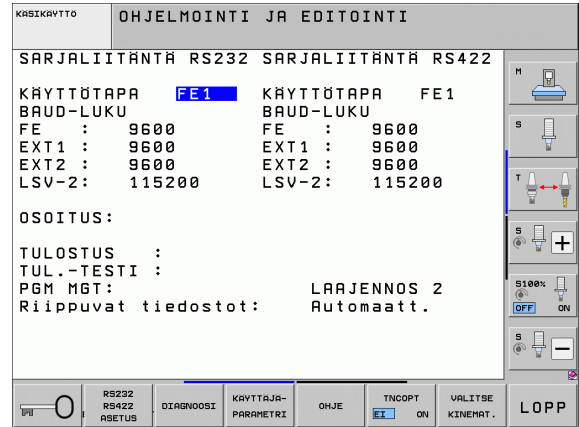 KÄSIKÄYTTÖ
OHJELMOINTI JA EDITOINTI
SARJALIITÄNTÄ RS232 SARJALIITÄNTÄ RS422
KÄYTTÖTAPA FE1 KÄYTTÖTAPA FE1
BAUD-LUKU BAUD-LUKU
FE : 9600 FE : 9600
EXT1 : 9600 EXT1 : 9600
EXT2 : 9600 EXT2 : 9600
LSV-2: 115200 LSV-2: 115200
OSOITUS:
TULOSTUS :
TUL.-TESTI :
PGM MGT: LAAJENNOS 2
Riippuvat tiedostot: Automaatt.
M
S
T
S
+
S100%
OFF ON
S
-
RS232
RS422
ASETUS
DIAGNOOSI
KÄYTTÄJÄ-
PARAMETRI
OHJE
TNCOPT
EI ON
VALITSE
KINEMAT.
LOPP